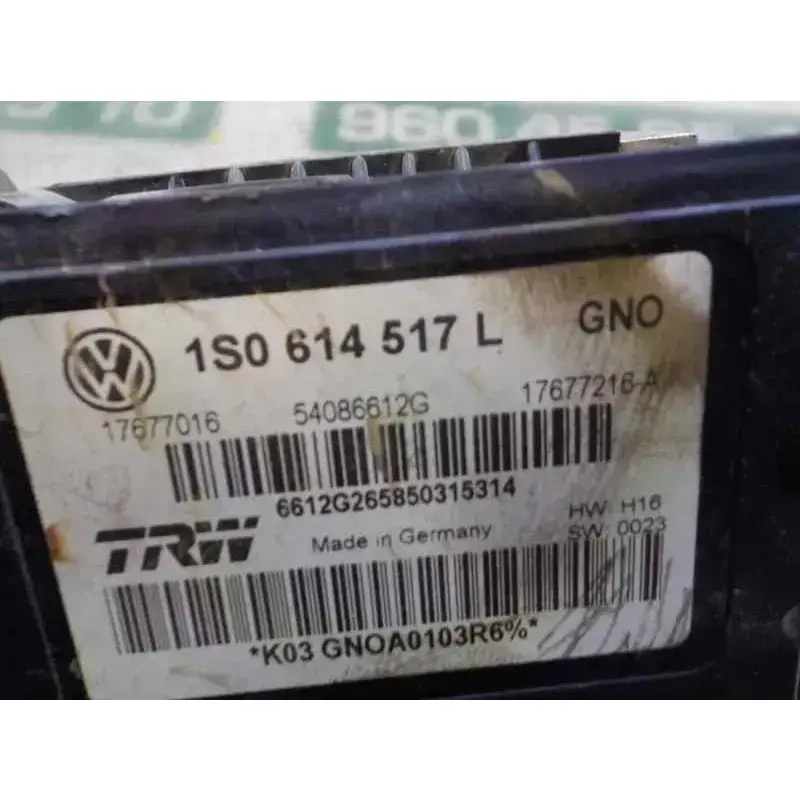 1S0 614 517 L GNO
17677016 54086612G 17677216-A
6612G265850315314
TRW Made in Germany HW: H16
SW: 0023
*K03 GNOA0103R6%*